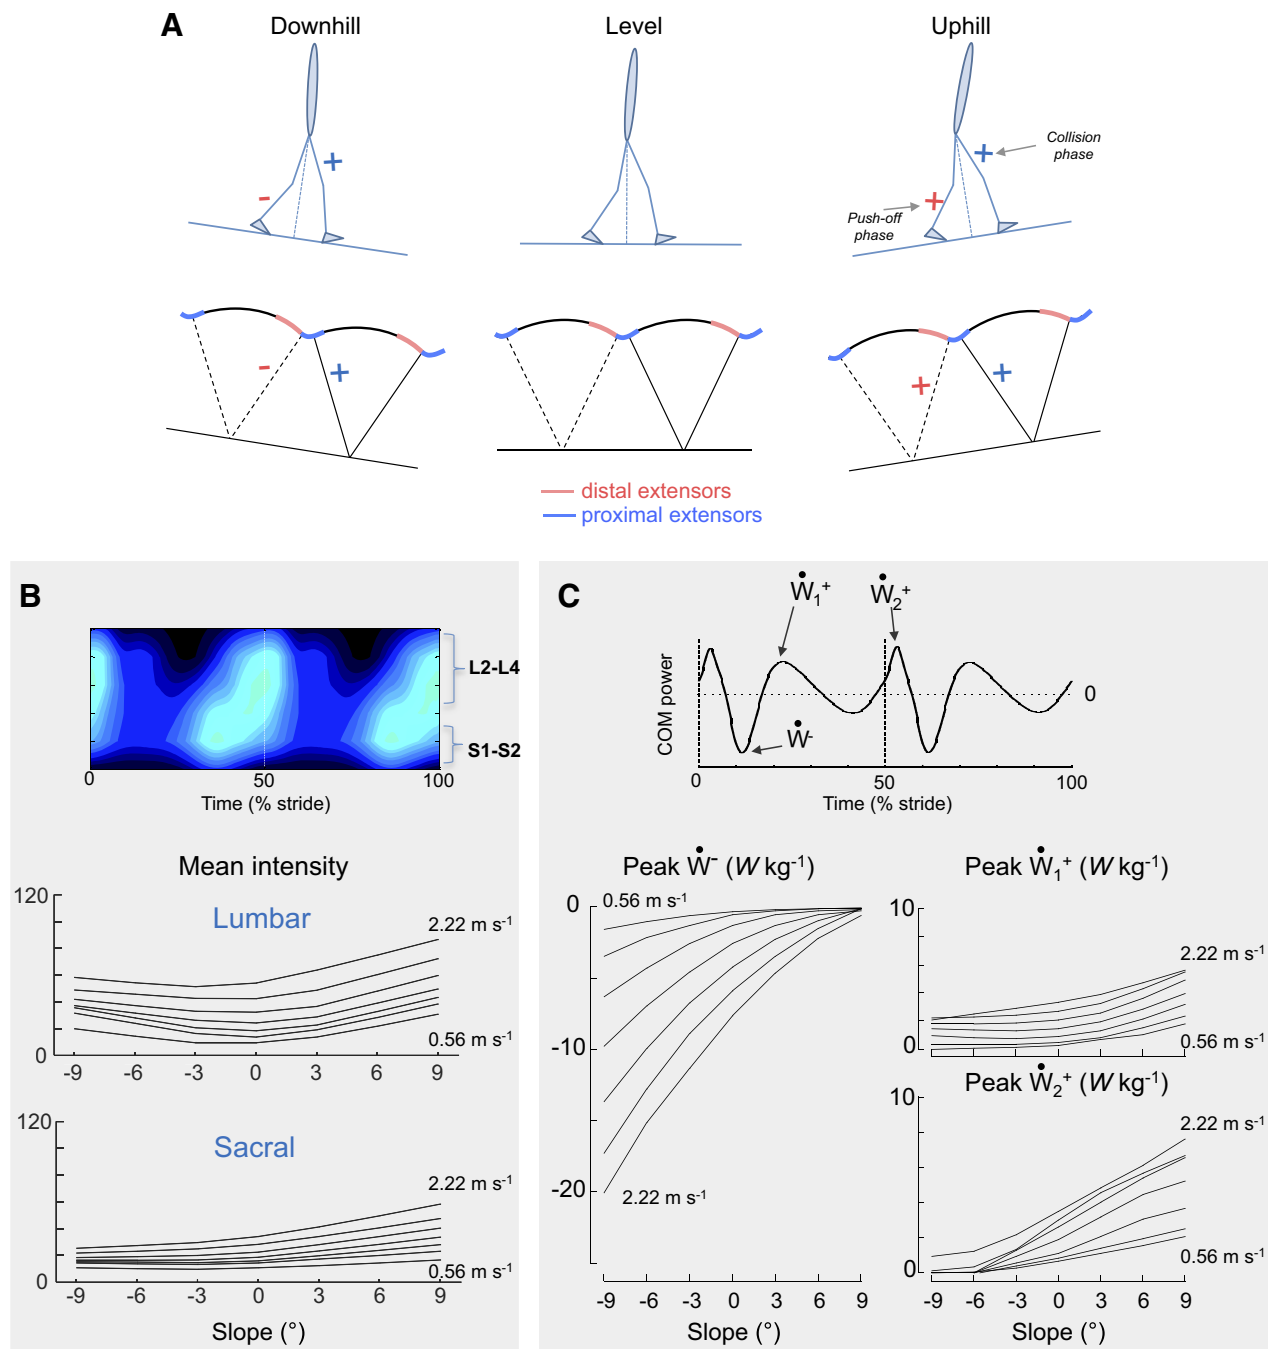 A
Downhill
Level
Uphill
Collision
phase
Push-off
phase
- + + +
- + + +
distal extensors
proximal extensors
B
L2-L4
S1-S2
0 50 100
Time (% stride)
Mean intensity
Lumbar
120
0
2.22 m s-1
0.56 m s-1
-9 -6 -3 0 3 6 9
Sacral
120
0
2.22 m s-1
0.56 m s-1
-9 -6 -3 0 3 6 9
Slope (°)
C
Ẇ1+
Ẇ2+
Ẇ-
COM power
0
0 50 100
Time (% stride)
Peak Ẇ- (W kg-1)
0
-10
-20
0.56 m s-1
2.22 m s-1
-9 -6 -3 0 3 6 9
Slope (°)
Peak Ẇ1+ (W kg-1)
10
0
2.22 m s-1
0.56 m s-1
Peak Ẇ2+ (W kg-1)
10
0
2.22 m s-1
0.56 m s-1
-9 -6 -3 0 3 6 9
Slope (°)